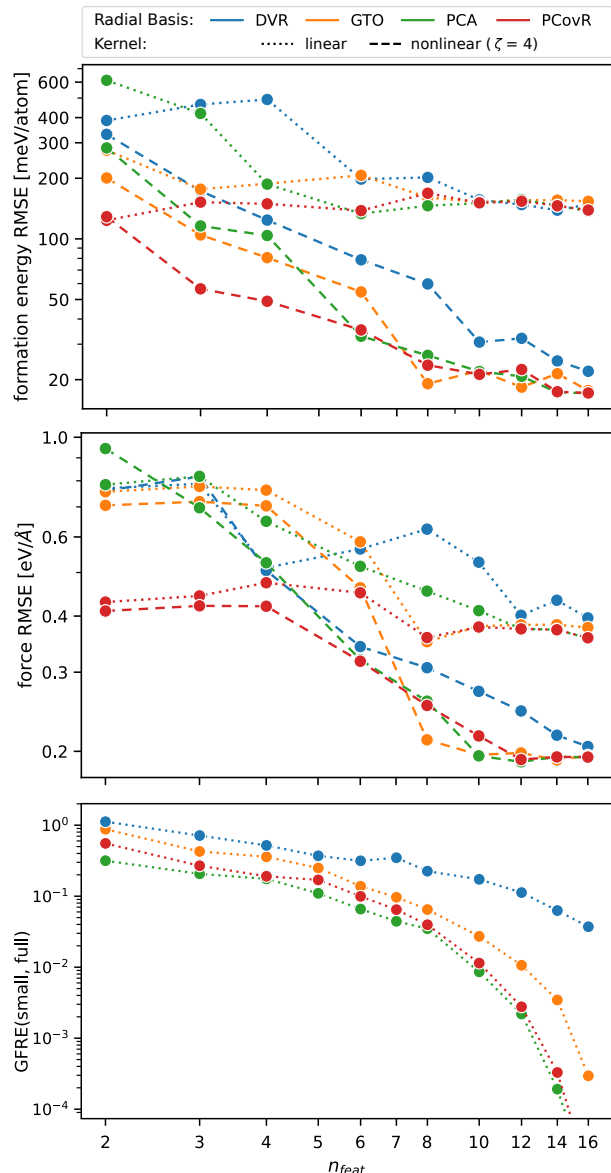 Radial Basis: DVR GTO PCA PCovR
Kernel: linear nonlinear (ζ = 4)
formation energy RMSE [meV/atom]
600
400
300
200
100
50
20
force RMSE [eV/Å]
1.0
0.6
0.4
0.3
0.2
GFRE(small, full)
10⁰
10⁻¹
10⁻²
10⁻³
10⁻⁴
2 3 4 5 6 7 8 10 12 14 16
n_feat